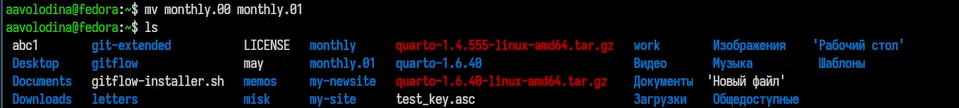 aavolodina@fedora:~$ mv monthly.00 monthly.01
aavolodina@fedora:~$ ls
abc1 git-extended LICENSE monthly quarto-1.4.555-linux-amd64.tar.gz work Изображения 'Рабочий стол'
Desktop gitflow may monthly.01 quarto-1.6.40 Видео Музыка Шаблоны
Documents gitflow-installer.sh memos my-newsite quarto-1.6.40-linux-amd64.tar.gz Документы 'Новый файл'
Downloads letters misk my-site test_key.asc Загрузки Общедоступные